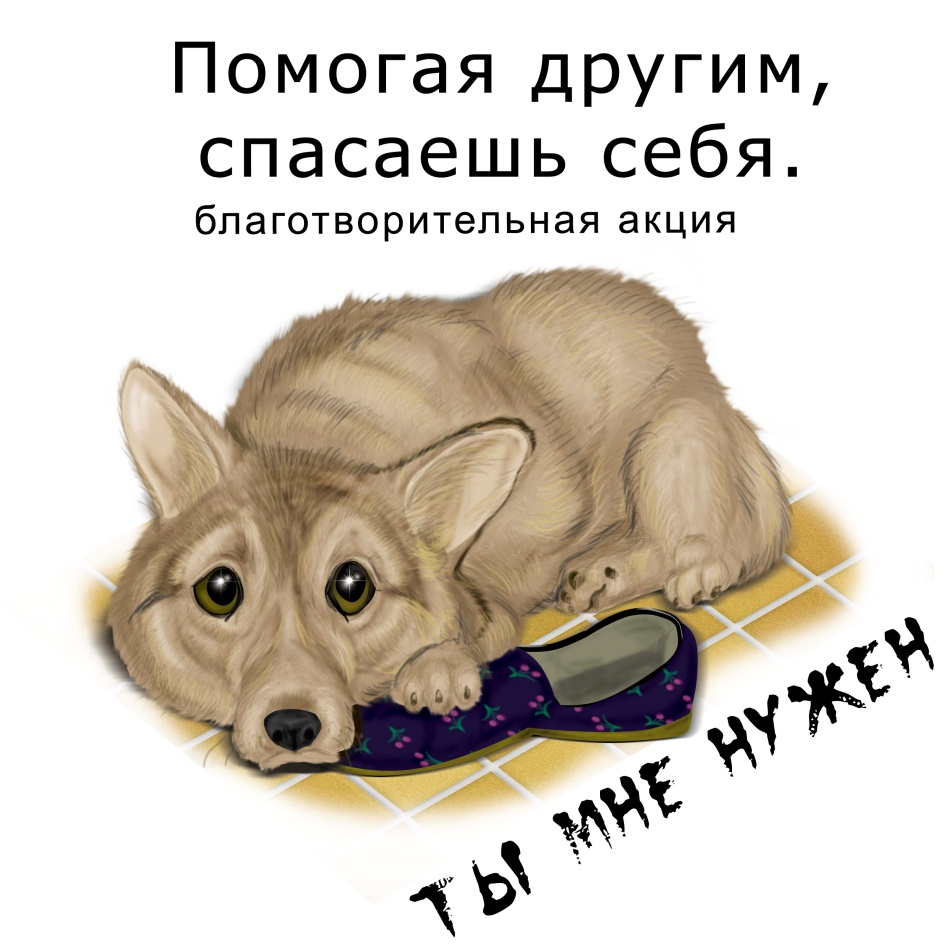 Помогая другим,
спасаешь себя.
благотворительная акция
ТЫ МНЕ НУЖЕН